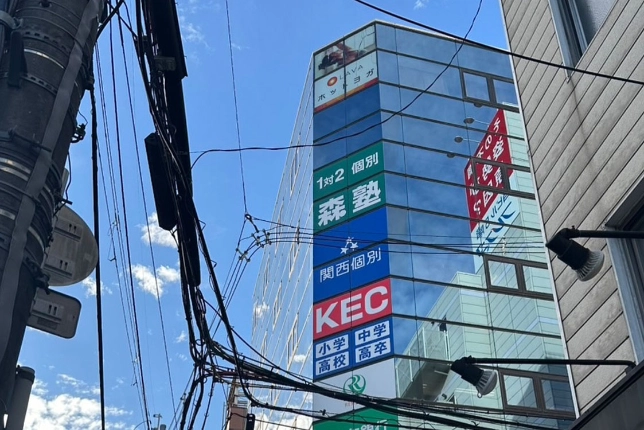 LAVA
ホットヨガ
1対2 個別
森塾
関西個別
KEC
小学 中学
高校 高卒